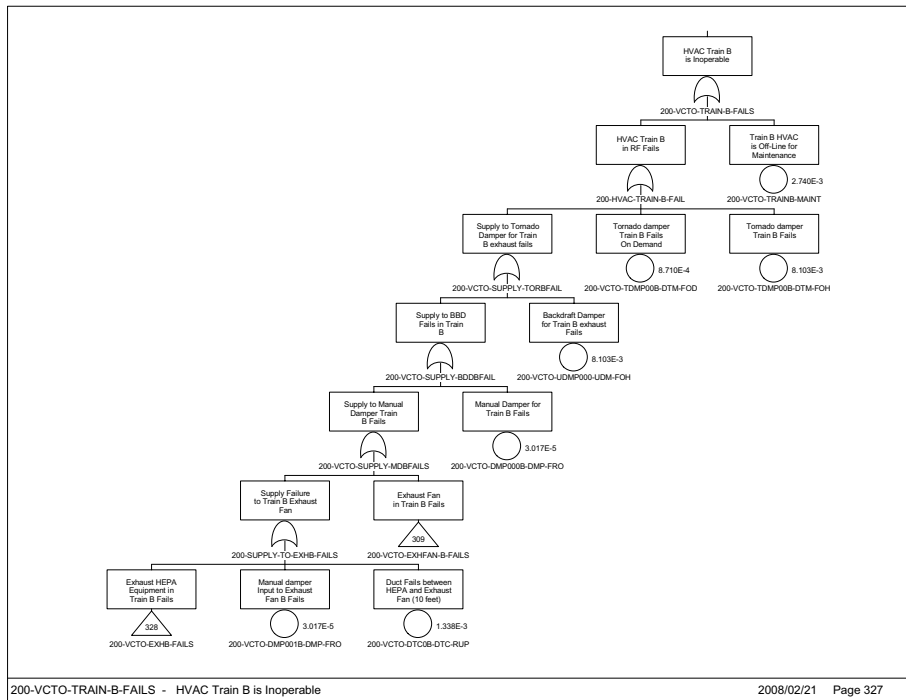 HVAC Train B
is Inoperable
200-VCTO-TRAIN-B-FAILS
HVAC Train B
in RF Fails
Train B HVAC
is Off-Line for
Maintenance
2.740E-3
200-HVAC-TRAIN-B-FAIL
200-VCTO-TRAINB-MAINT
Supply to Tornado
Damper for Train
B exhaust fails
Tornado damper
Train B Fails
On Demand
Tornado damper
Train B Fails
8.710E-4
8.103E-3
200-VCTO-SUPPLY-TORBFAIL
200-VCTO-TDMP00B-DTM-FOD
200-VCTO-TDMP00B-DTM-FOH
Supply to BBD
Fails in Train
B
Backdraft Damper
for Train B exhaust
Fails
8.103E-3
200-VCTO-SUPPLY-BDDBFAIL
200-VCTO-UDMP000-UDM-FOH
Supply to Manual
Damper Train
B Fails
Manual Damper for
Train B Fails
3.017E-5
200-VCTO-SUPPLY-MDBFAILS
200-VCTO-DMP000B-DMP-FRO
Supply Failure
to Train B Exhaust
Fan
Exhaust Fan
in Train B Fails
309
200-SUPPLY-TO-EXHB-FAILS
200-VCTO-EXHFAN-B-FAILS
Exhaust HEPA
Equipment in
Train B Fails
Manual damper
Input to Exhaust
Fan B Fails
Duct Fails between
HEPA and Exhaust
Fan (10 feet)
328
3.017E-5
1.338E-3
200-VCTO-EXHB-FAILS
200-VCTO-DMP001B-DMP-FRO
200-VCTO-DTC0B-DTC-RUP
200-VCTO-TRAIN-B-FAILS - HVAC Train B is Inoperable
2008/02/21 Page 327